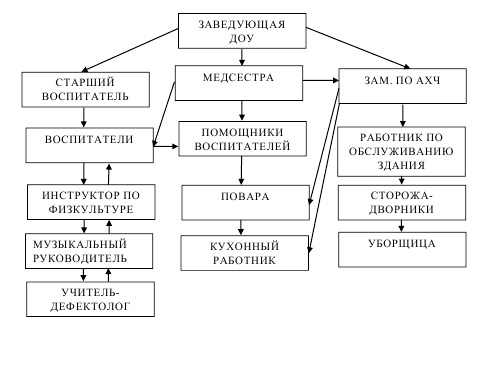 ЗАВЕДУЮЩАЯ
ДОУ
СТАРШИЙ
ВОСПИТАТЕЛЬ
МЕДСЕСТРА
ЗАМ. ПО АХЧ
ВОСПИТАТЕЛИ
ПОМОЩНИКИ
ВОСПИТАТЕЛЕЙ
РАБОТНИК ПО
ОБСЛУЖИВАНИЮ
ЗДАНИЯ
ИНСТРУКТОР ПО
ФИЗКУЛЬТУРЕ
ПОВАРА
СТОРОЖА-
ДВОРНИКИ
МУЗЫКАЛЬНЫЙ
РУКОВОДИТЕЛЬ
КУХОННЫЙ
РАБОТНИК
УБОРЩИЦА
УЧИТЕЛЬ-
ДЕФЕКТОЛОГ